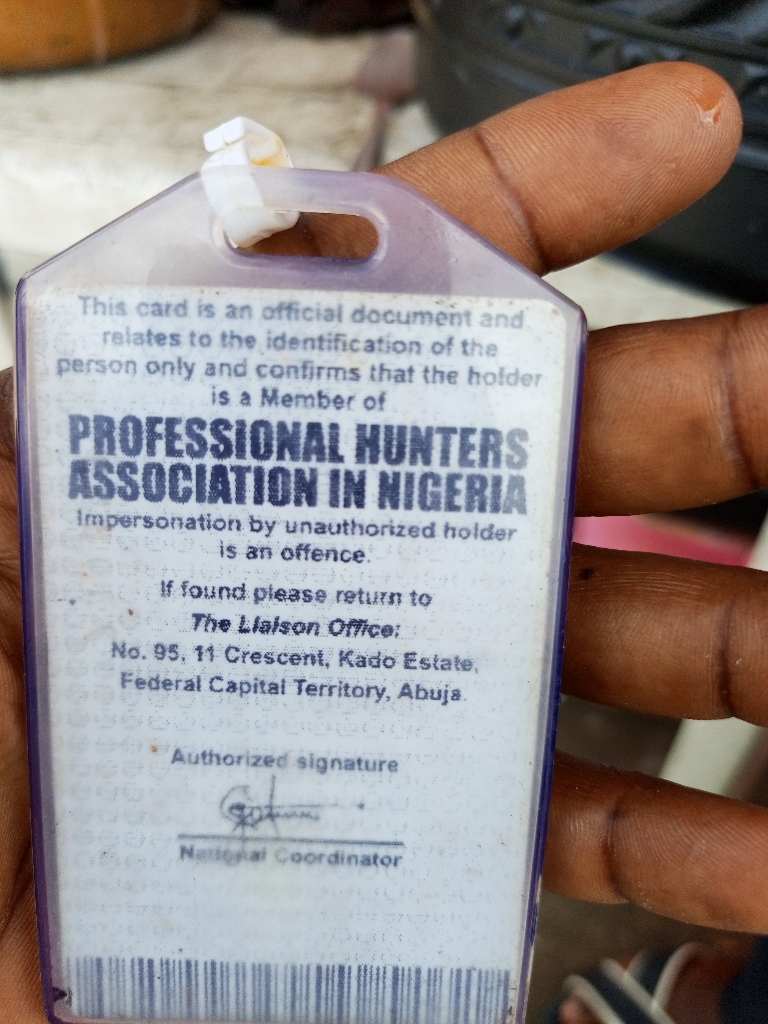 This card is an official document and
relates to the identification of the
person only and confirms that the holder
is a Member of
PROFESSIONAL HUNTERS
ASSOCIATION IN NIGERIA
Impersonation by unauthorized holder
is an offence.
If found please return to
The Liaison Office:
No. 95, 11 Crescent, Kado Estate,
Federal Capital Territory, Abuja.
Authorized signature
National Coordinator